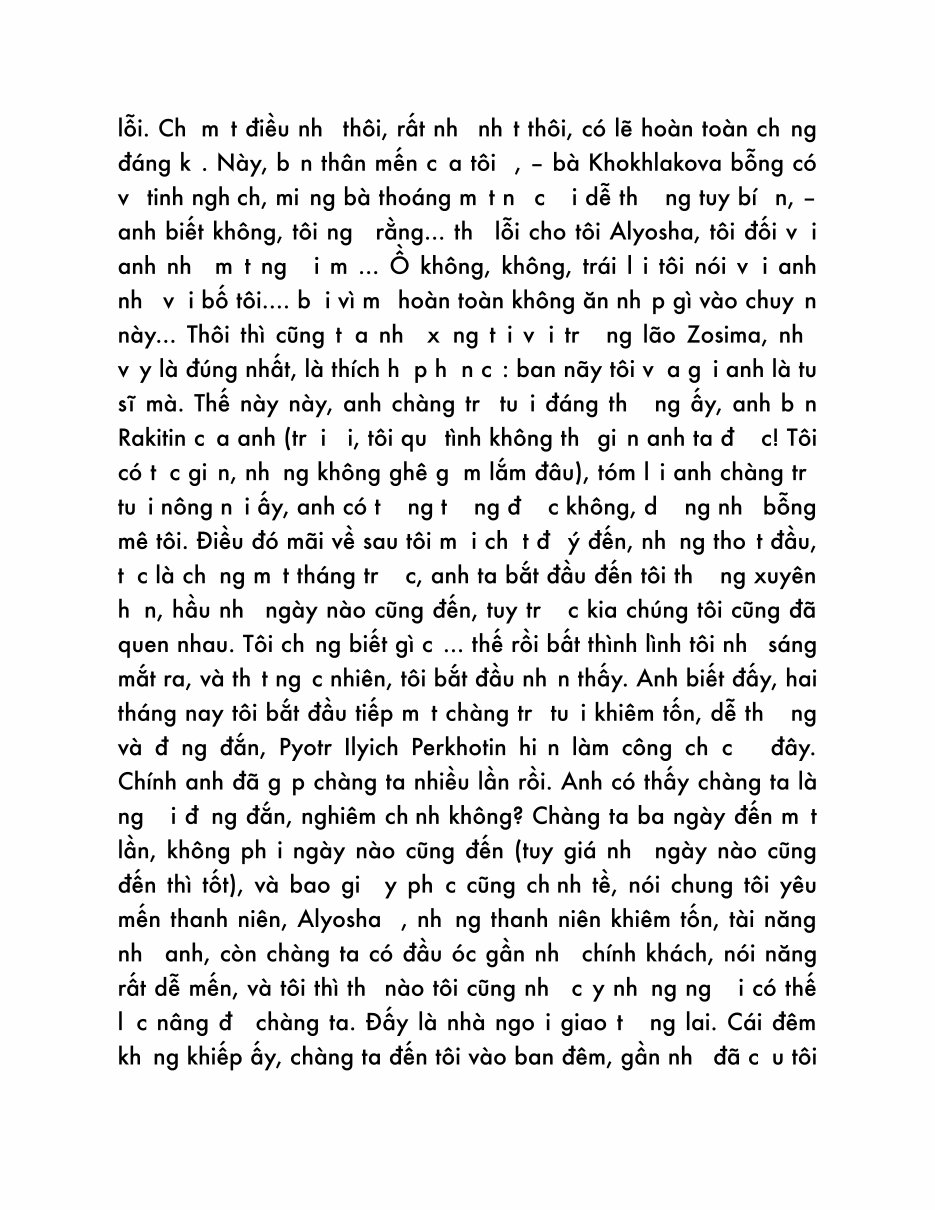 lỗi. Ch m t điều nh thôi, rất nh nh t thôi, có lẽ hoàn toàn ch ng
đáng k . Này, b n thân mến c a tôi , – bà Khokhlakova bỗng có
v tinh ngh ch, mi ng bà thoáng m t n c i dễ th ng tuy bí n, –
anh biết không, tôi ng rằng... th lỗi cho tôi Alyosha, tôi đối v i
anh nh m t ng i m ... Ồ không, không, trái l i tôi nói v i anh
nh v i bố tôi.... b i vì m hoàn toàn không ăn nh p gì vào chuy n
này... Thôi thì cũng t a nh x ng t i v i tr ng lão Zosima, nh
v y là đúng nhất, là thích h p h n c : ban nãy tôi v a g i anh là tu
sĩ mà. Thế này này, anh chàng tr tu i đáng th ng ấy, anh b n
Rakitin c a anh (tr i i, tôi qu tình không th gi n anh ta đ c! Tôi
có t c gi n, nh ng không ghê g m lắm đâu), tóm l i anh chàng tr
tu i nông n i ấy, anh có t ng t ng đ c không, d ng nh bỗng
mê tôi. Điều đó mãi về sau tôi m i ch t đ ý đến, nh ng tho t đầu,
t c là ch ng m t tháng tr c, anh ta bắt đầu đến tôi th ng xuyên
h n, hầu nh ngày nào cũng đến, tuy tr c kia chúng tôi cũng đã
quen nhau. Tôi ch ng biết gì c ... thế rồi bất thình lình tôi nh sáng
mắt ra, và th t ng c nhiên, tôi bắt đầu nh n thấy. Anh biết đấy, hai
tháng nay tôi bắt đầu tiếp m t chàng tr tu i khiêm tốn, dễ th ng
và đ ng đắn, Pyotr Ilyich Perkhotin hi n làm công ch c đây.
Chính anh đã g p chàng ta nhiều lần rồi. Anh có thấy chàng ta là
ng i đ ng đắn, nghiêm ch nh không? Chàng ta ba ngày đến m t
lần, không ph i ngày nào cũng đến (tuy giá nh ngày nào cũng
đến thì tốt), và bao gi y ph c cũng ch nh tề, nói chung tôi yêu
mến thanh niên, Alyosha , nh ng thanh niên khiêm tốn, tài năng
nh anh, còn chàng ta có đầu óc gần nh chính khách, nói năng
rất dễ mến, và tôi thì th nào tôi cũng nh c y nh ng ng i có thế
l c nâng đ chàng ta. Đấy là nhà ngo i giao t ng lai. Cái đêm
kh ng khiếp ấy, chàng ta đến tôi vào ban đêm, gần nh đã c u tôi